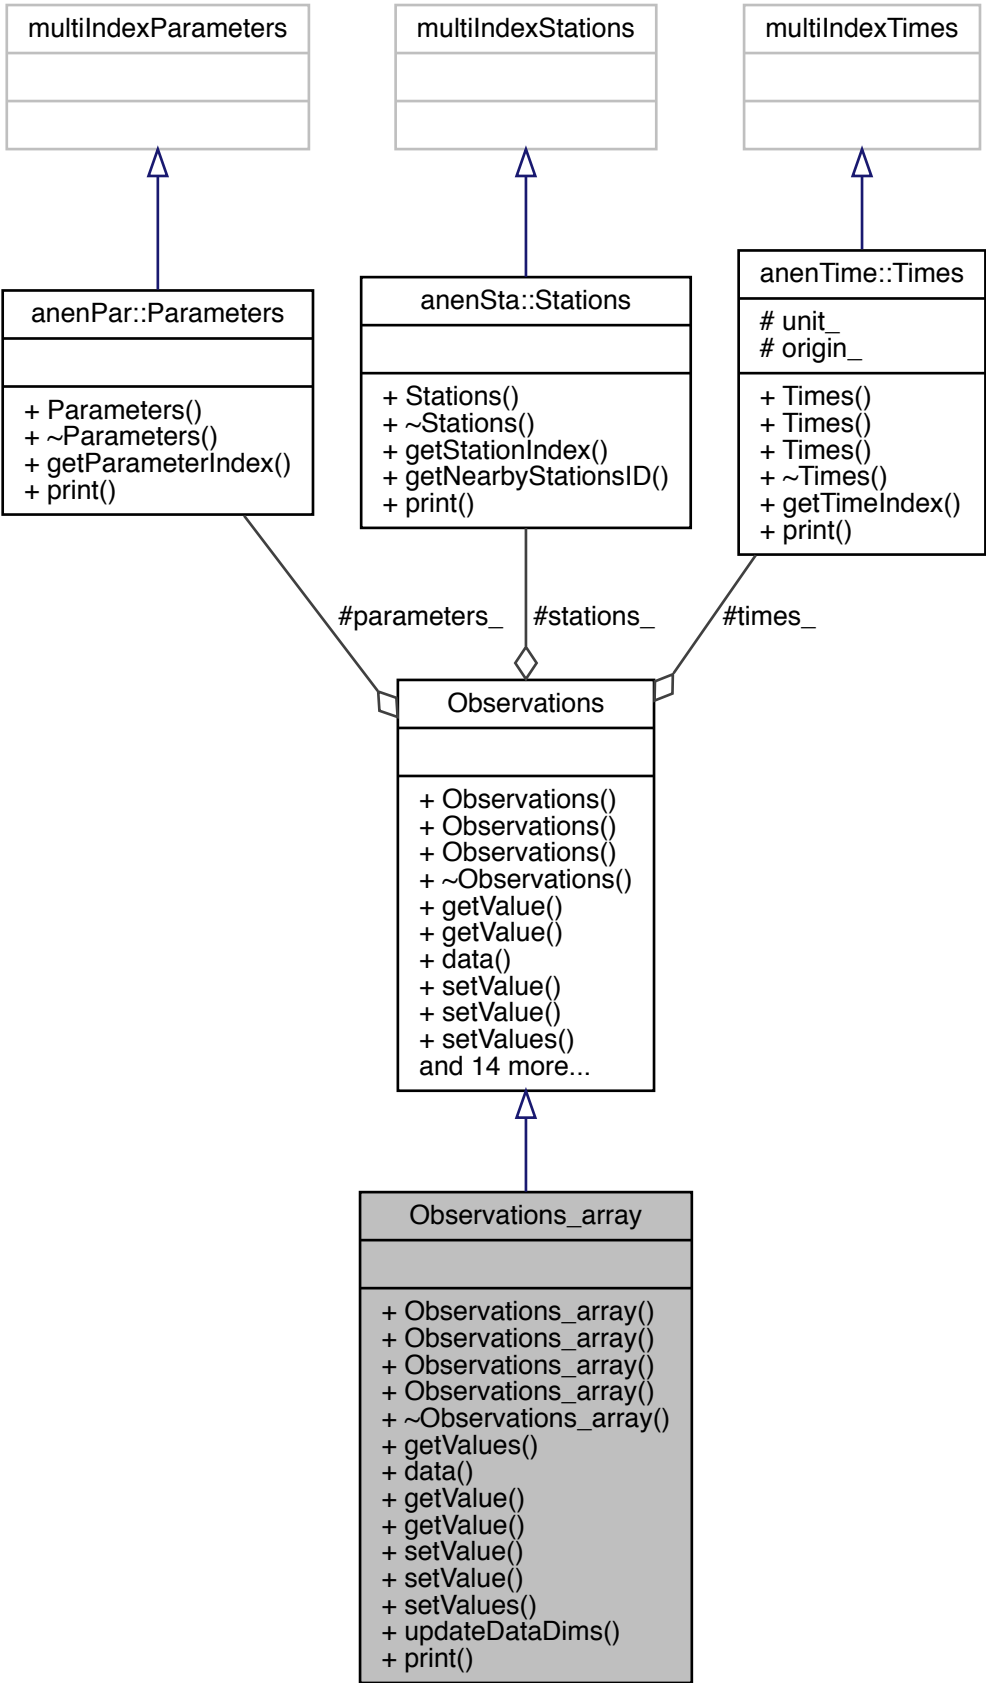 multiIndexParameters
multiIndexStations
multiIndexTimes
anenPar::Parameters
+ Parameters()
+ ~Parameters()
+ getParameterIndex()
+ print()
anenSta::Stations
+ Stations()
+ ~Stations()
+ getStationIndex()
+ getNearbyStationsID()
+ print()
anenTime::Times
# unit_
# origin_
+ Times()
+ Times()
+ Times()
+ ~Times()
+ getTimeIndex()
+ print()
#parameters_
#stations_
#times_
Observations
+ Observations()
+ Observations()
+ Observations()
+ ~Observations()
+ getValue()
+ getValue()
+ data()
+ setValue()
+ setValue()
+ setValues()
and 14 more...
Observations_array
+ Observations_array()
+ Observations_array()
+ Observations_array()
+ Observations_array()
+ ~Observations_array()
+ getValues()
+ data()
+ getValue()
+ getValue()
+ setValue()
+ setValue()
+ setValues()
+ updateDataDims()
+ print()